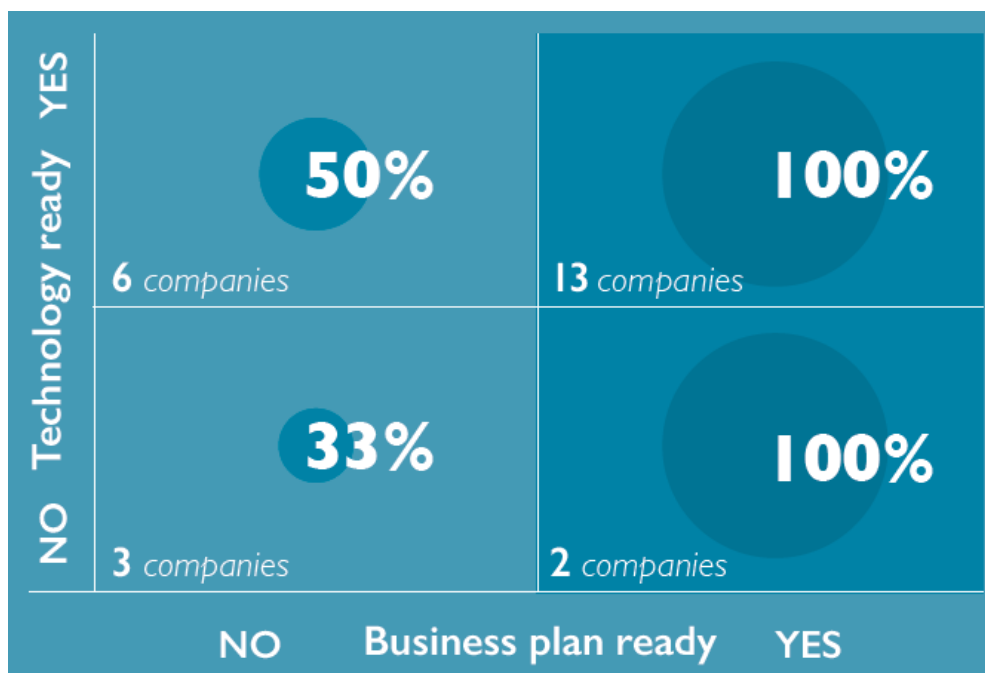 YES
Technology ready
NO
50%
6 companies
100%
13 companies
33%
3 companies
100%
2 companies
NO
Business plan ready
YES